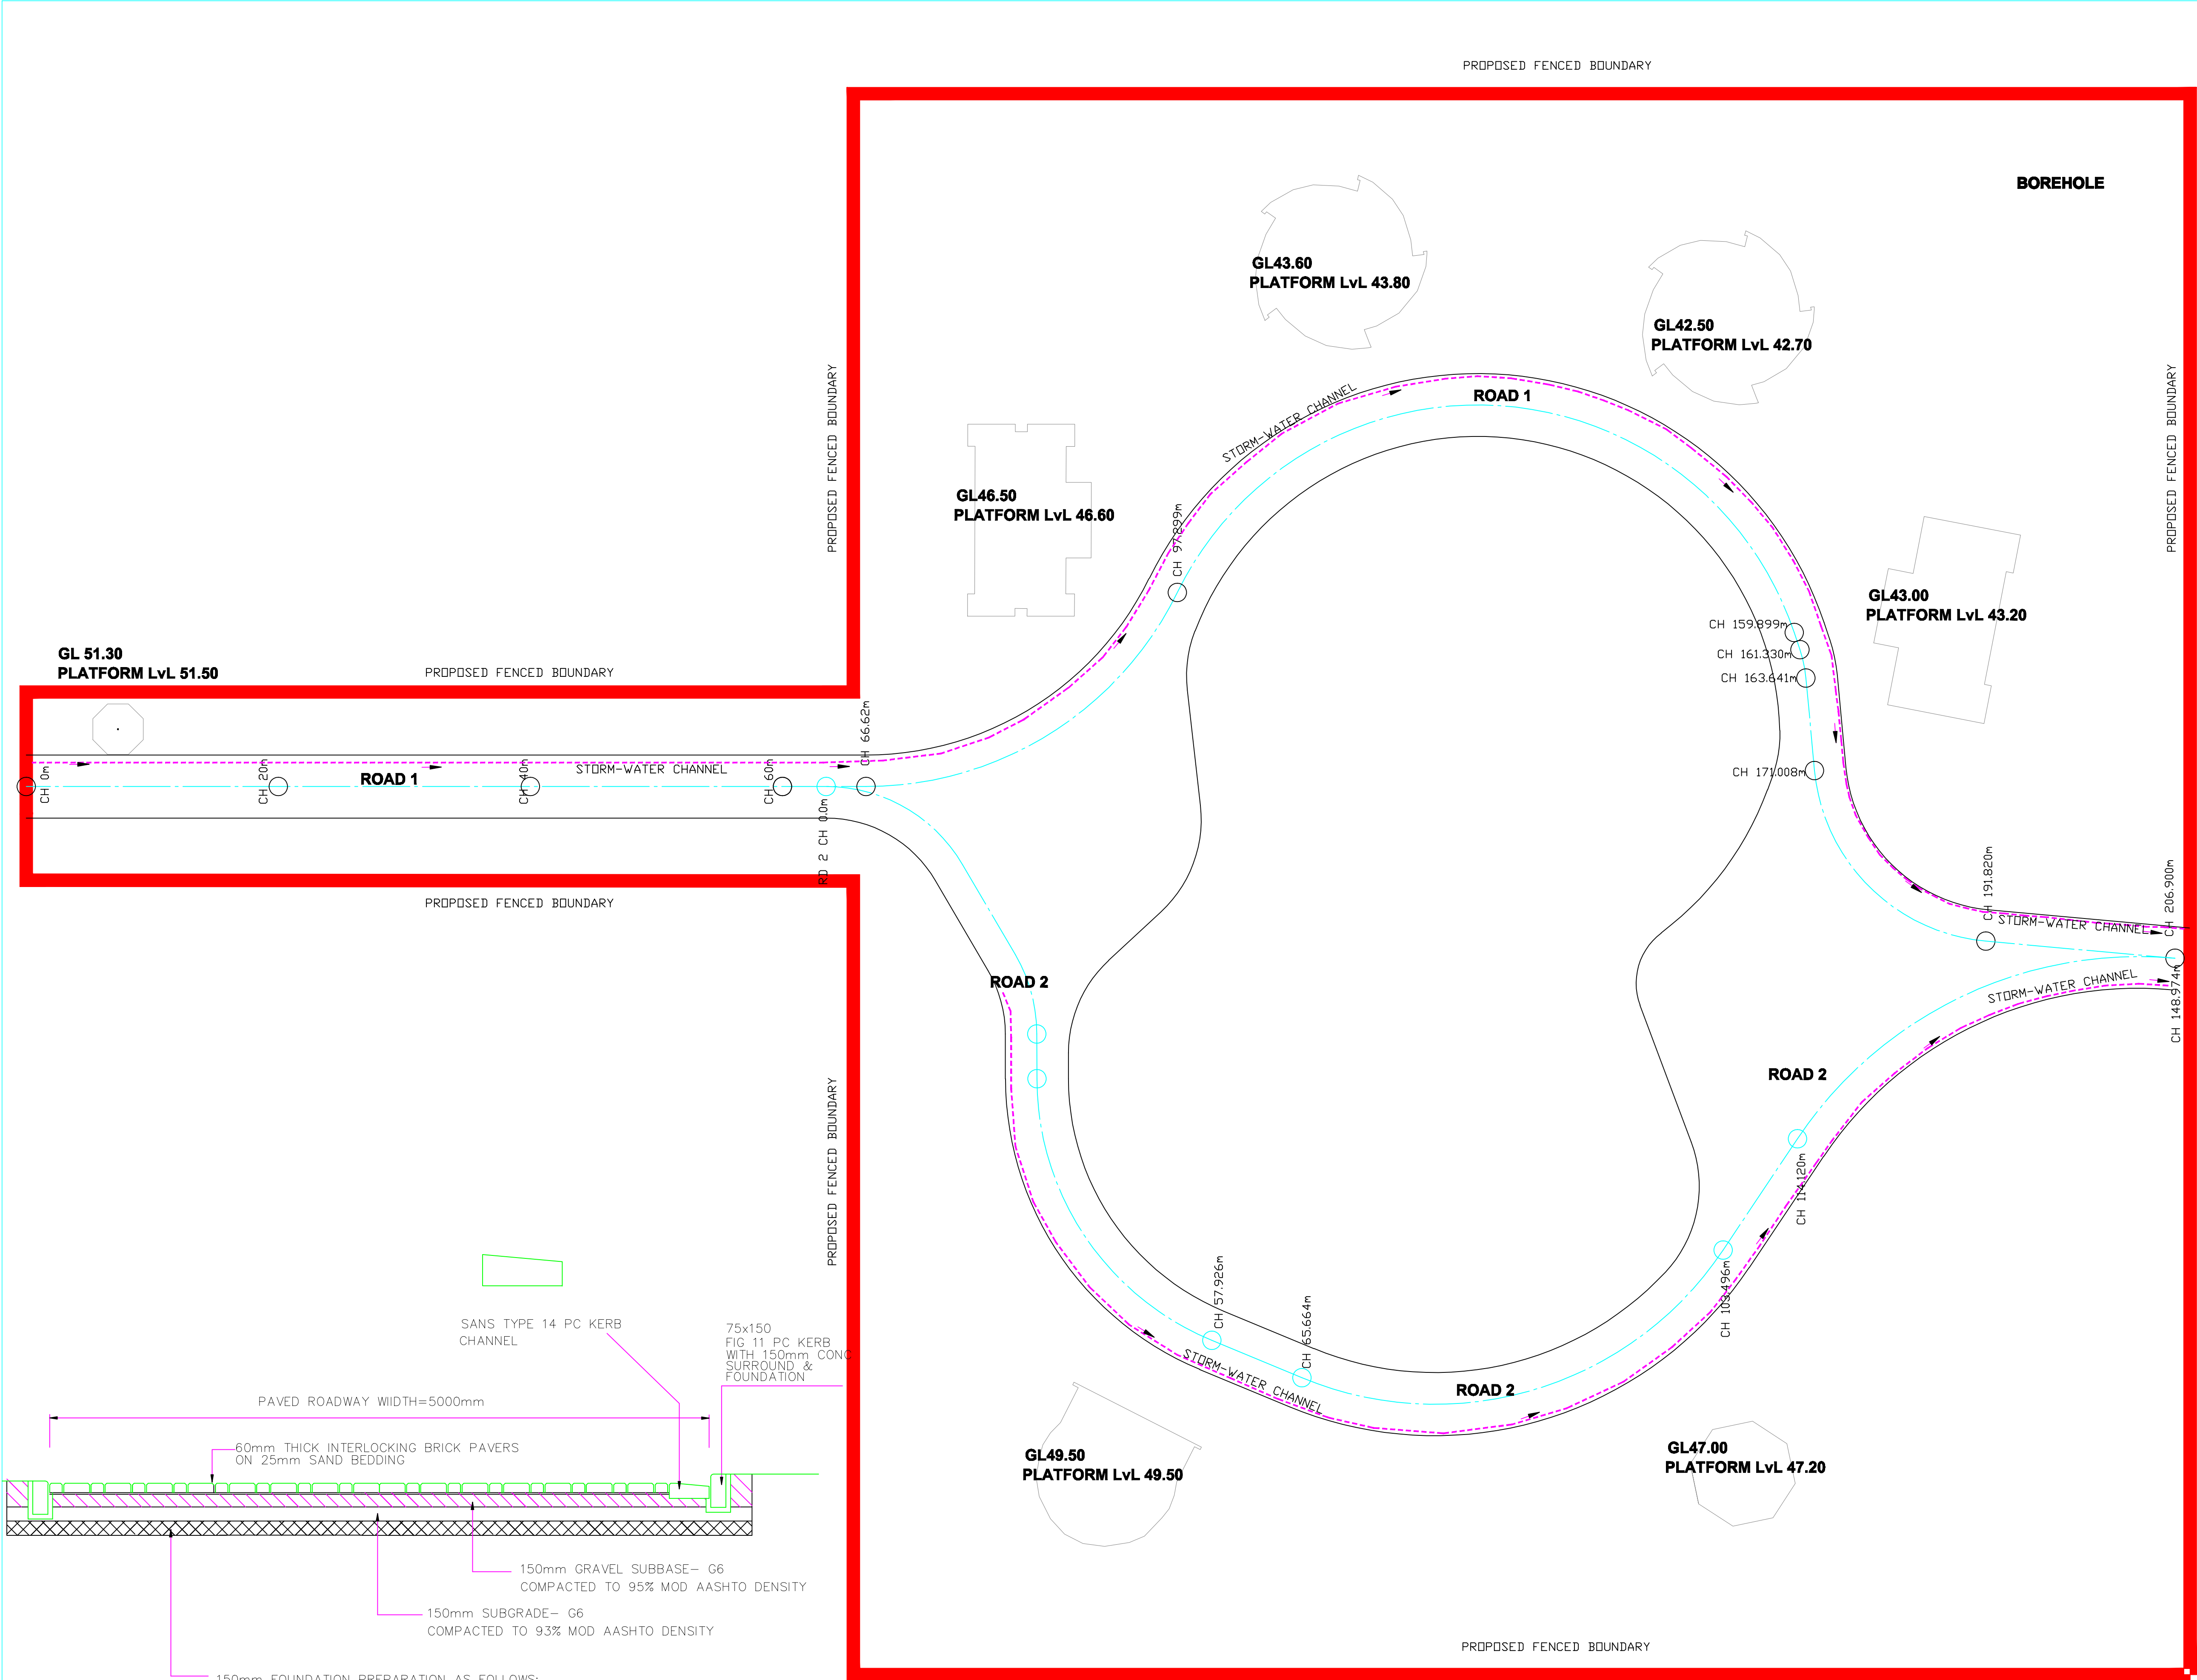 PROPOSED FENCED BOUNDARY
BOREHOLE
GL43.60
PLATFORM LvL 43.80
GL42.50
PLATFORM LvL 42.70
PROPOSED FENCED BOUNDARY
PROPOSED FENCED BOUNDARY
ROAD 1
STORM-WATER CHANNEL
GL46.50
PLATFORM LvL 46.60
CH 97.899m
GL43.00
PLATFORM LvL 43.20
CH 159.899m
CH 161.330m
CH 163.641m
CH 171.008m
GL 51.30
PLATFORM LvL 51.50
PROPOSED FENCED BOUNDARY
CH 66.62m
CH 0m
CH 20m
ROAD 1
CH 40m
STORM-WATER CHANNEL
CH 60m
RD 2 CH 0.0m
PROPOSED FENCED BOUNDARY
CH 191.820m
CH 206.900m
STORM-WATER CHANNEL
ROAD 2
STORM-WATER CHANNEL
CH 148.974m
ROAD 2
PROPOSED FENCED BOUNDARY
CH 114.120m
CH 103.496m
CH 57.926m
CH 65.664m
STORM-WATER CHANNEL
ROAD 2
GL49.50
PLATFORM LvL 49.50
GL47.00
PLATFORM LvL 47.20
SANS TYPE 14 PC KERB
CHANNEL
75x150
FIG 11 PC KERB
WITH 150mm CONC
SURROUND &
FOUNDATION
PAVED ROADWAY WIIDTH=5000mm
60mm THICK INTERLOCKING BRICK PAVERS
ON 25mm SAND BEDDING
150mm GRAVEL SUBBASE- G6
COMPACTED TO 95% MOD AASHTO DENSITY
150mm SUBGRADE- G6
COMPACTED TO 93% MOD AASHTO DENSITY
150mm FOUNDATION PREPARATION AS FOLLOWS:
PROPOSED FENCED BOUNDARY